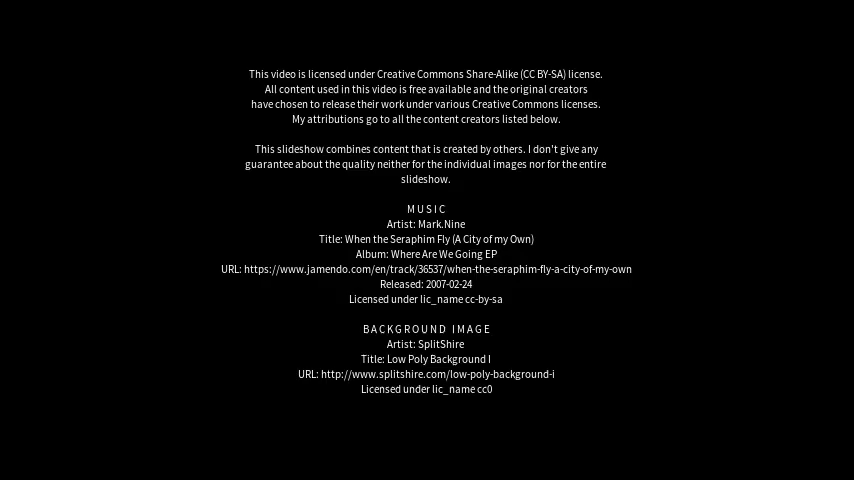 This video is licensed under Creative Commons Share-Alike (CC BY-SA) license.
All content used in this video is free available and the original creators
have chosen to release their work under various Creative Commons licenses.
My attributions go to all the content creators listed below.
This slideshow combines content that is created by others. I don't give any
guarantee about the quality neither for the individual images nor for the entire
slideshow.
MUSIC
Artist: Mark.Nine
Title: When the Seraphim Fly (A City of my Own)
Album: Where Are We Going EP
URL: https://www.jamendo.com/en/track/36537/when-the-seraphim-fly-a-city-of-my-own
Released: 2007-02-24
Licensed under lic_name cc-by-sa
BACKGROUND IMAGE
Artist: SplitShire
Title: Low Poly Background I
URL: http://www.splitshire.com/low-poly-background-i
Licensed under lic_name cc0